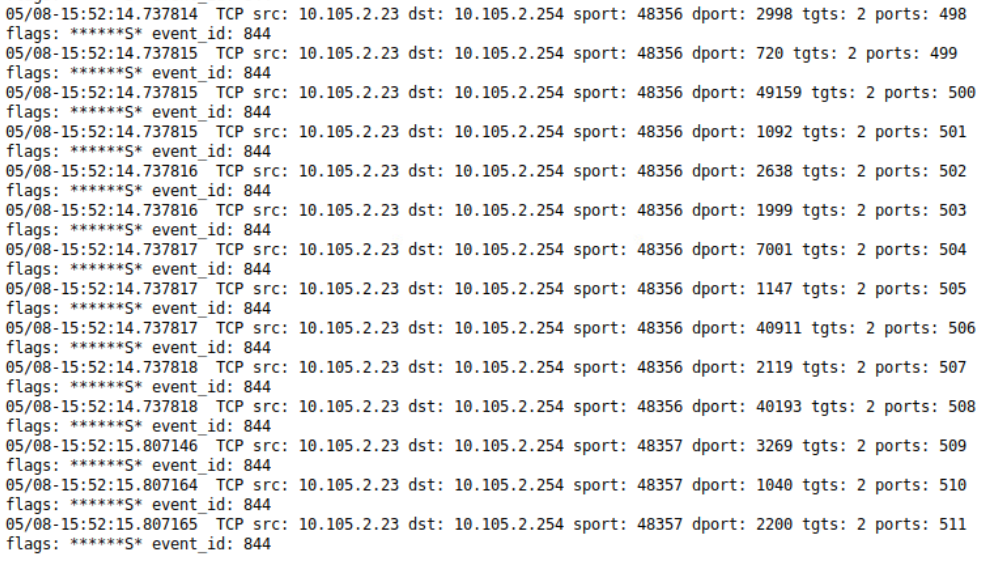 05/08-15:52:14.737814  TCP src: 10.105.2.23 dst: 10.105.2.254 sport: 48356 dport: 2998 tgts: 2 ports: 498
flags: ******S* event_id: 844
05/08-15:52:14.737815  TCP src: 10.105.2.23 dst: 10.105.2.254 sport: 48356 dport: 720 tgts: 2 ports: 499
flags: ******S* event_id: 844
05/08-15:52:14.737815  TCP src: 10.105.2.23 dst: 10.105.2.254 sport: 48356 dport: 49159 tgts: 2 ports: 500
flags: ******S* event_id: 844
05/08-15:52:14.737815  TCP src: 10.105.2.23 dst: 10.105.2.254 sport: 48356 dport: 1092 tgts: 2 ports: 501
flags: ******S* event_id: 844
05/08-15:52:14.737816  TCP src: 10.105.2.23 dst: 10.105.2.254 sport: 48356 dport: 2638 tgts: 2 ports: 502
flags: ******S* event_id: 844
05/08-15:52:14.737816  TCP src: 10.105.2.23 dst: 10.105.2.254 sport: 48356 dport: 1999 tgts: 2 ports: 503
flags: ******S* event_id: 844
05/08-15:52:14.737817  TCP src: 10.105.2.23 dst: 10.105.2.254 sport: 48356 dport: 7001 tgts: 2 ports: 504
flags: ******S* event_id: 844
05/08-15:52:14.737817  TCP src: 10.105.2.23 dst: 10.105.2.254 sport: 48356 dport: 1147 tgts: 2 ports: 505
flags: ******S* event_id: 844
05/08-15:52:14.737817  TCP src: 10.105.2.23 dst: 10.105.2.254 sport: 48356 dport: 40911 tgts: 2 ports: 506
flags: ******S* event_id: 844
05/08-15:52:14.737818  TCP src: 10.105.2.23 dst: 10.105.2.254 sport: 48356 dport: 2119 tgts: 2 ports: 507
flags: ******S* event_id: 844
05/08-15:52:14.737818  TCP src: 10.105.2.23 dst: 10.105.2.254 sport: 48356 dport: 40193 tgts: 2 ports: 508
flags: ******S* event_id: 844
05/08-15:52:15.807146  TCP src: 10.105.2.23 dst: 10.105.2.254 sport: 48357 dport: 3269 tgts: 2 ports: 509
flags: ******S* event_id: 844
05/08-15:52:15.807164  TCP src: 10.105.2.23 dst: 10.105.2.254 sport: 48357 dport: 1040 tgts: 2 ports: 510
flags: ******S* event_id: 844
05/08-15:52:15.807165  TCP src: 10.105.2.23 dst: 10.105.2.254 sport: 48357 dport: 2200 tgts: 2 ports: 511
flags: ******S* event_id: 844